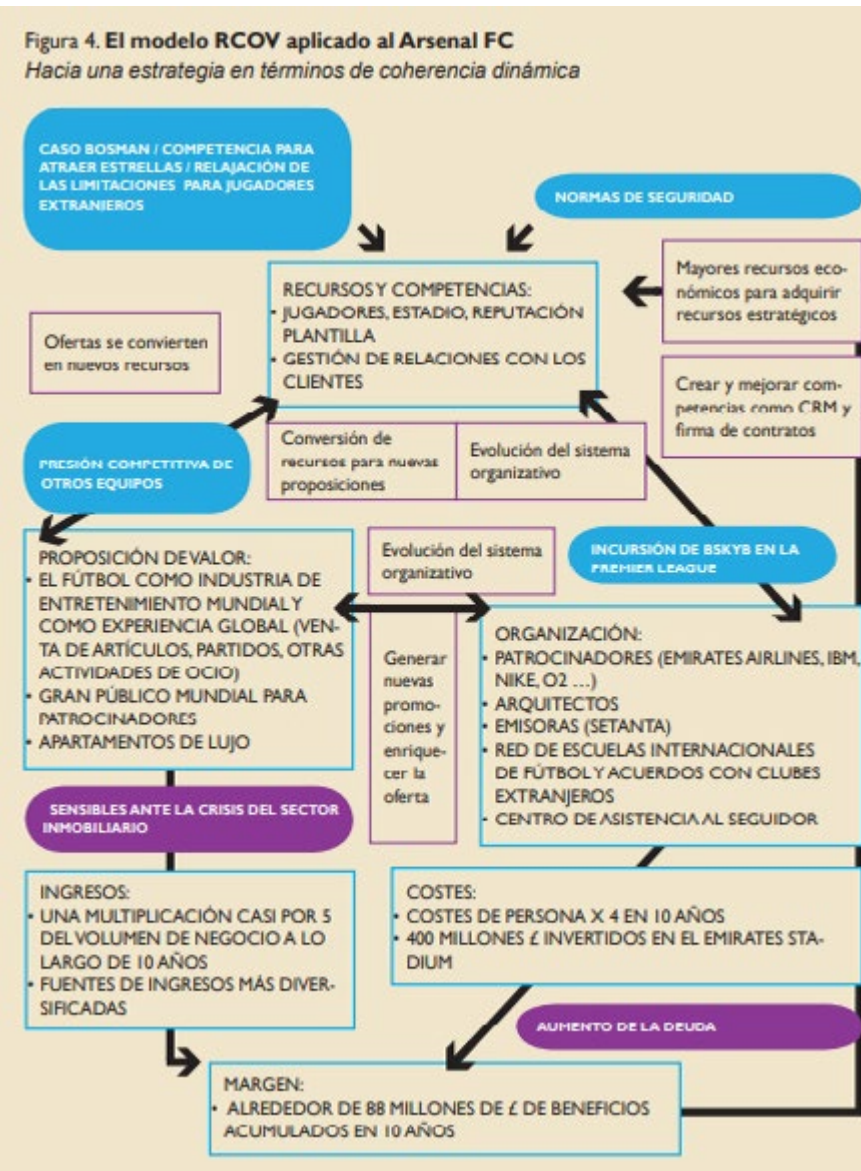 Figura 4. El modelo RCOV aplicado al Arsenal FC
Hacia una estrategia en términos de coherencia dinámica
CASO BOSMAN / COMPETENCIA PARA
ATRAER ESTRELLAS / RELAJACIÓN DE
LAS LIMITACIONES PARA JUGADORES
EXTRANJEROS
NORMAS DE SEGURIDAD
RECURSOS Y COMPETENCIAS:
• JUGADORES, ESTADIO, REPUTACIÓN
PLANTILLA
• GESTIÓN DE RELACIONES CON LOS
CLIENTES
Mayores recursos eco-
nómicos para adquirir
recursos estratégicos
Ofertas se convierten
en nuevos recursos
Crear y mejorar com-
petencias como CRM y
firma de contratos
Conversión de
recursos para nuevas
proposiciones
Evolución del sistema
organizativo
PRESIÓN COMPETITIVA DE
OTROS EQUIPOS
Evolución del sistema
organizativo
INCURSIÓN DE BSKYB EN LA
PREMIER LEAGUE
PROPOSICIÓN DE VALOR:
• EL FÚTBOL COMO INDUSTRIA DE
ENTRETENIMIENTO MUNDIAL Y
COMO EXPERIENCIA GLOBAL (VEN-
TA DE ARTÍCULOS, PARTIDOS, OTRAS
ACTIVIDADES DE OCIO)
• GRAN PÚBLICO MUNDIAL PARA
PATROCINADORES
• APARTAMENTOS DE LUJO
Generar
nuevas
promo-
ciones y
enrique-
cer la
oferta
ORGANIZACIÓN:
• PATROCINADORES (EMIRATES AIRLINES, IBM,
NIKE, O2 ...)
• ARQUITECTOS
• EMISORAS (SETANTA)
• RED DE ESCUELAS INTERNACIONALES
DE FÚTBOL Y ACUERDOS CON CLUBES
EXTRANJEROS
• CENTRO DE ASISTENCIA AL SEGUIDOR
SENSIBLES ANTE LA CRISIS DEL SECTOR
INMOBILIARIO
INGRESOS:
• UNA MULTIPLICACIÓN CASI POR 5
DEL VOLUMEN DE NEGOCIO A LO
LARGO DE 10 AÑOS
• FUENTES DE INGRESOS MÁS DIVER-
SIFICADAS
COSTES:
• COSTES DE PERSONA X 4 EN 10 AÑOS
• 400 MILLONES £ INVERTIDOS EN EL EMIRATES STA-
DIUM
AUMENTO DE LA DEUDA
MARGEN:
• ALREDEDOR DE 88 MILLONES DE £ DE BENEFICIOS
ACUMULADOS EN 10 AÑOS